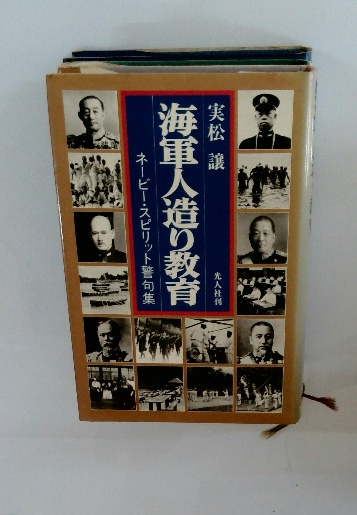 実松 譲
海軍人造り教育
ネービー・スピリット警句集
光人社刊